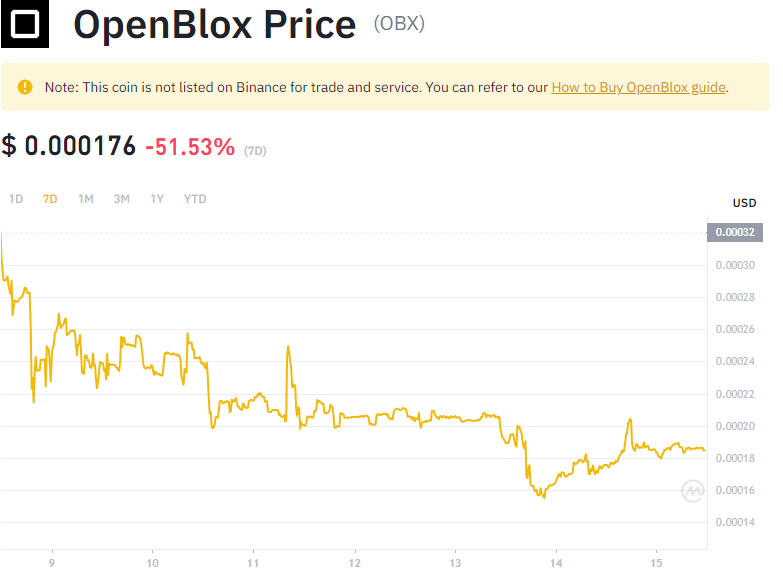 OpenBlox Price (OBX)
Note: This coin is not listed on Binance for trade and service. You can refer to our How to Buy OpenBlox guide.
$ 0.000176 -51.53% (7D)
1D 7D 1M 3M 1Y YTD
USD
0.00032
0.00030
0.00028
0.00026
0.00024
0.00022
0.00020
0.00018
0.00016
0.00014
9 10 11 12 13 14 15